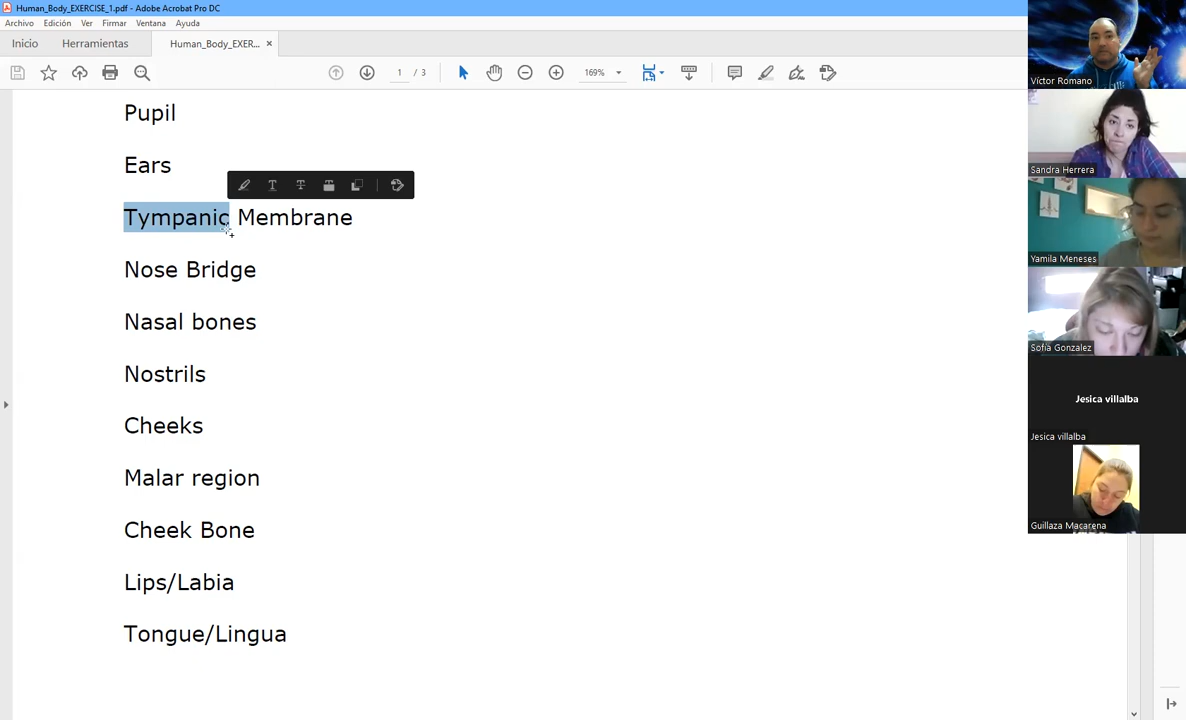 Human_Body_EXERCISE_1.pdf - Adobe Acrobat Pro DC
Archivo Edición Ver Firmar Ventana Ayuda
Inicio Herramientas Human_Body_EXER... ×
1 / 3 169%
Pupil
Ears
Tympanic Membrane
Nose Bridge
Nasal bones
Nostrils
Cheeks
Malar region
Cheek Bone
Lips/Labia
Tongue/Lingua
Víctor Romano
Sandra Herrera
Yamila Meneses
Sofía Gonzalez
Jesica villalba
Jesica villalba
Guillaza Macarena